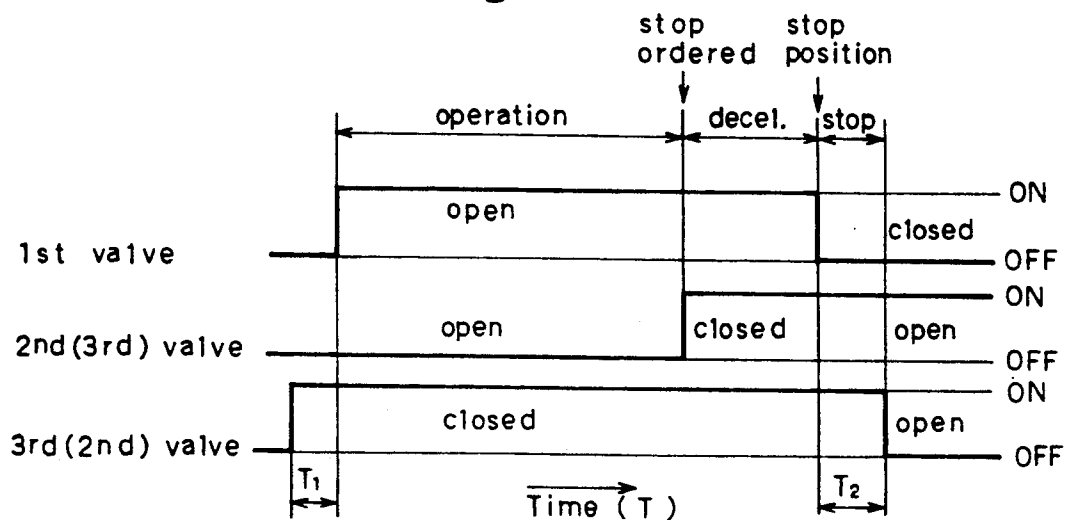 stop stop
ordered position
operation decel. stop
ON
open
closed
1st valve
OFF
ON
open closed open
2nd(3rd) valve
OFF
ON
closed
open
3rd(2nd) valve
OFF
T₁ T₂
Time (T)